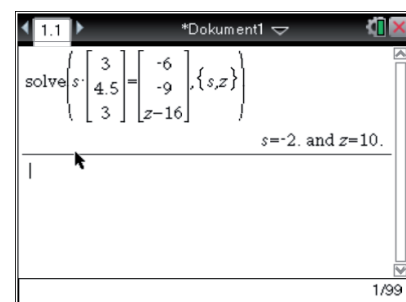 1.1 *Dokument1
solve(s·[3 4.5 3]=[-6 -9 z−16],{s,z})
s=-2. and z=10.
1/99